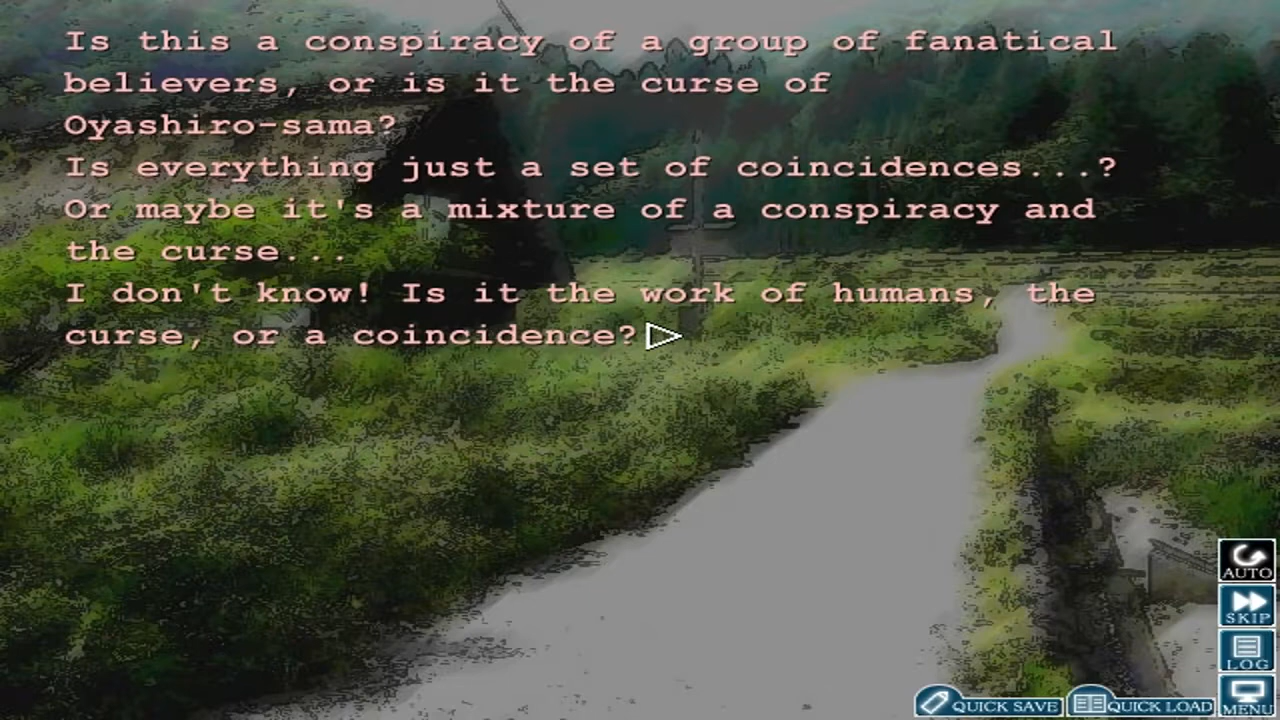 Is this a conspiracy of a group of fanatical
believers, or is it the curse of
Oyashiro-sama?
Is everything just a set of coincidences...?
Or maybe it's a mixture of a conspiracy and
the curse...
I don't know! Is it the work of humans, the
curse, or a coincidence?
AUTO
SKIP
LOG
MENU
QUICK SAVE
QUICK LOAD